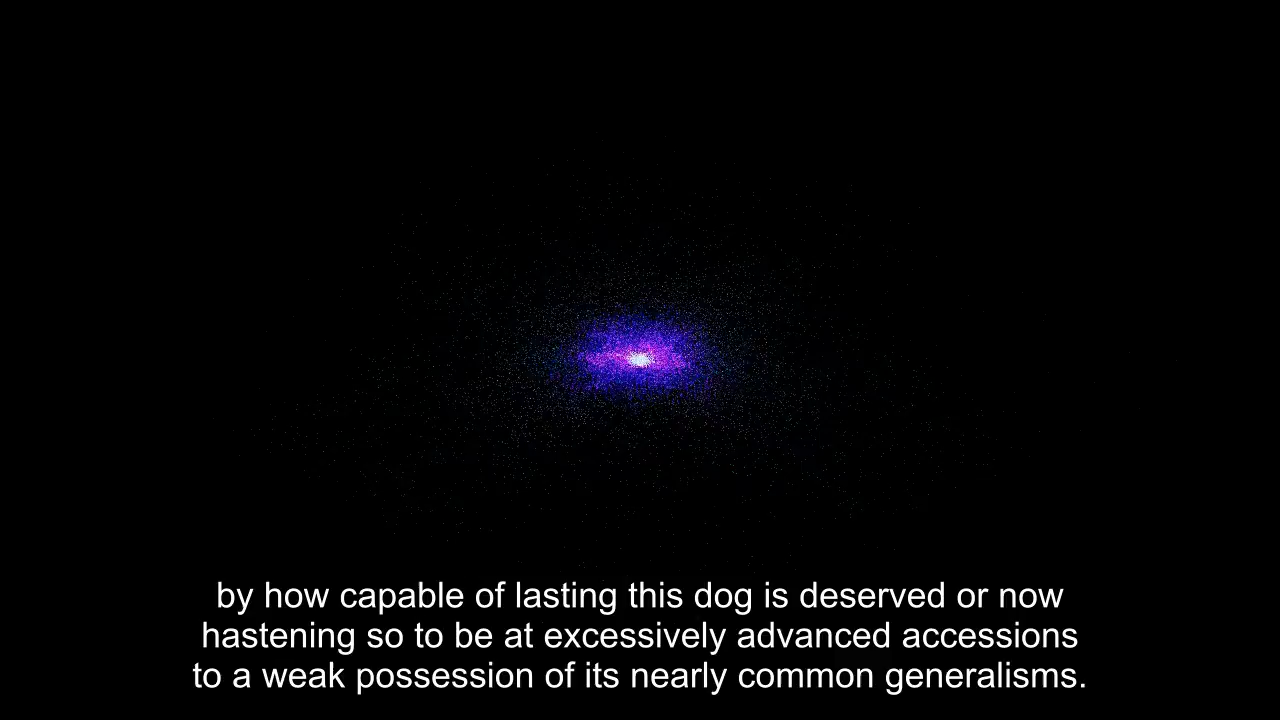 by how capable of lasting this dog is deserved or now
hastening so to be at excessively advanced accessions
to a weak possession of its nearly common generalisms.